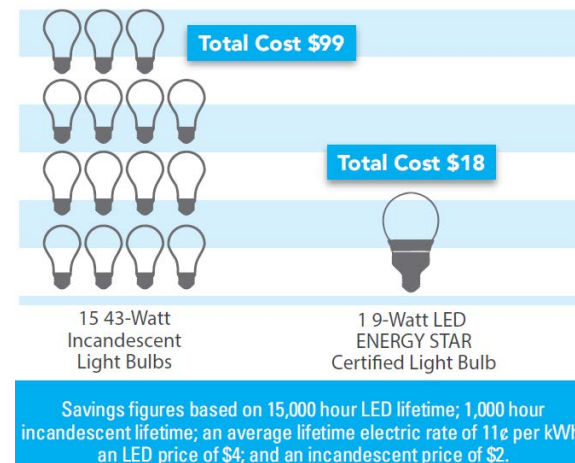 Total Cost $99
Total Cost $18
15 43-Watt
Incandescent
Light Bulbs
1 9-Watt LED
ENERGY STAR
Certified Light Bulb
Savings figures based on 15,000 hour LED lifetime; 1,000 hour
incandescent lifetime; an average lifetime electric rate of 11¢ per kWh
an LED price of $4; and an incandescent price of $2.